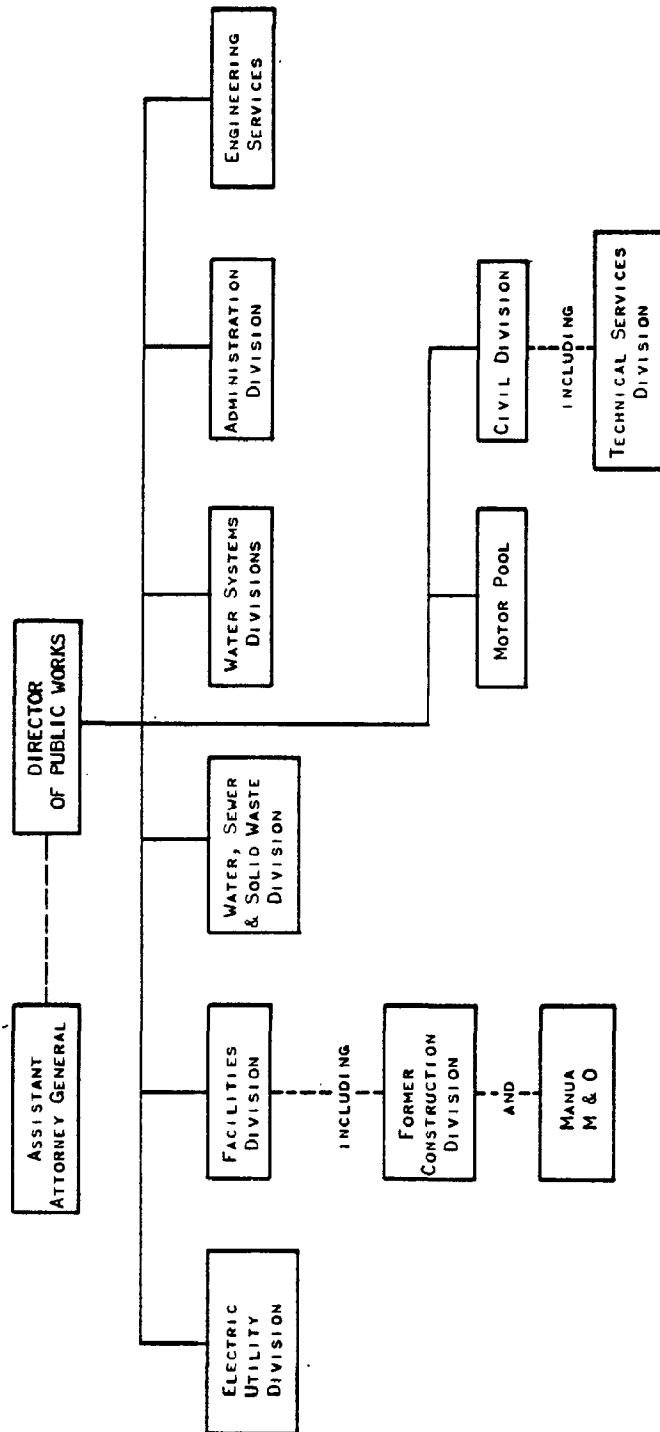 ASSISTANT
ATTORNEY GENERAL
DIRECTOR
OF PUBLIC WORKS
ELECTRIC
UTILITY
DIVISION
FACILITIES
DIVISION
WATER, SEWER
& SOLID WASTE
DIVISION
WATER SYSTEMS
DIVISIONS
ADMINISTRATION
DIVISION
ENGINEERING
SERVICES
INCLUDING
FORMER
CONSTRUCTION
DIVISION
AND
MANUA
M & O
MOTOR POOL
CIVIL DIVISION
INCLUDING
TECHNICAL SERVICES
DIVISION